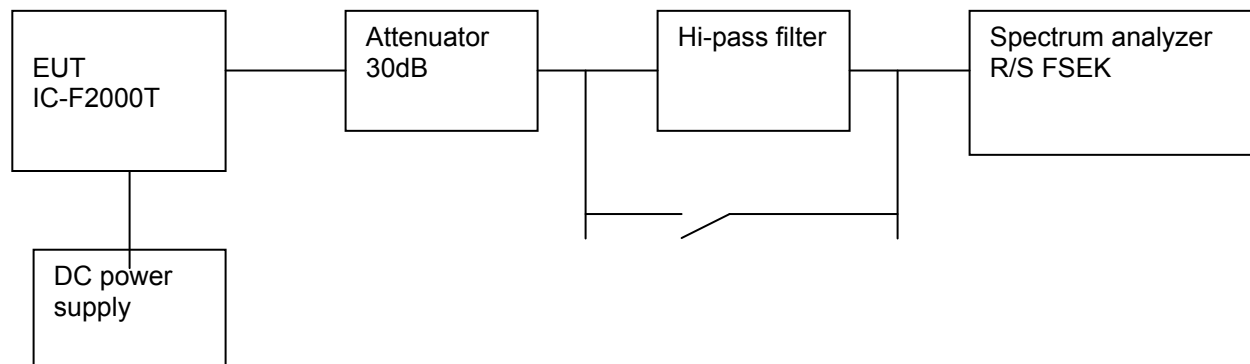 EUT
IC-F2000T
Attenuator
30dB
Hi-pass filter
Spectrum analyzer
R/S FSEK
DC power
supply